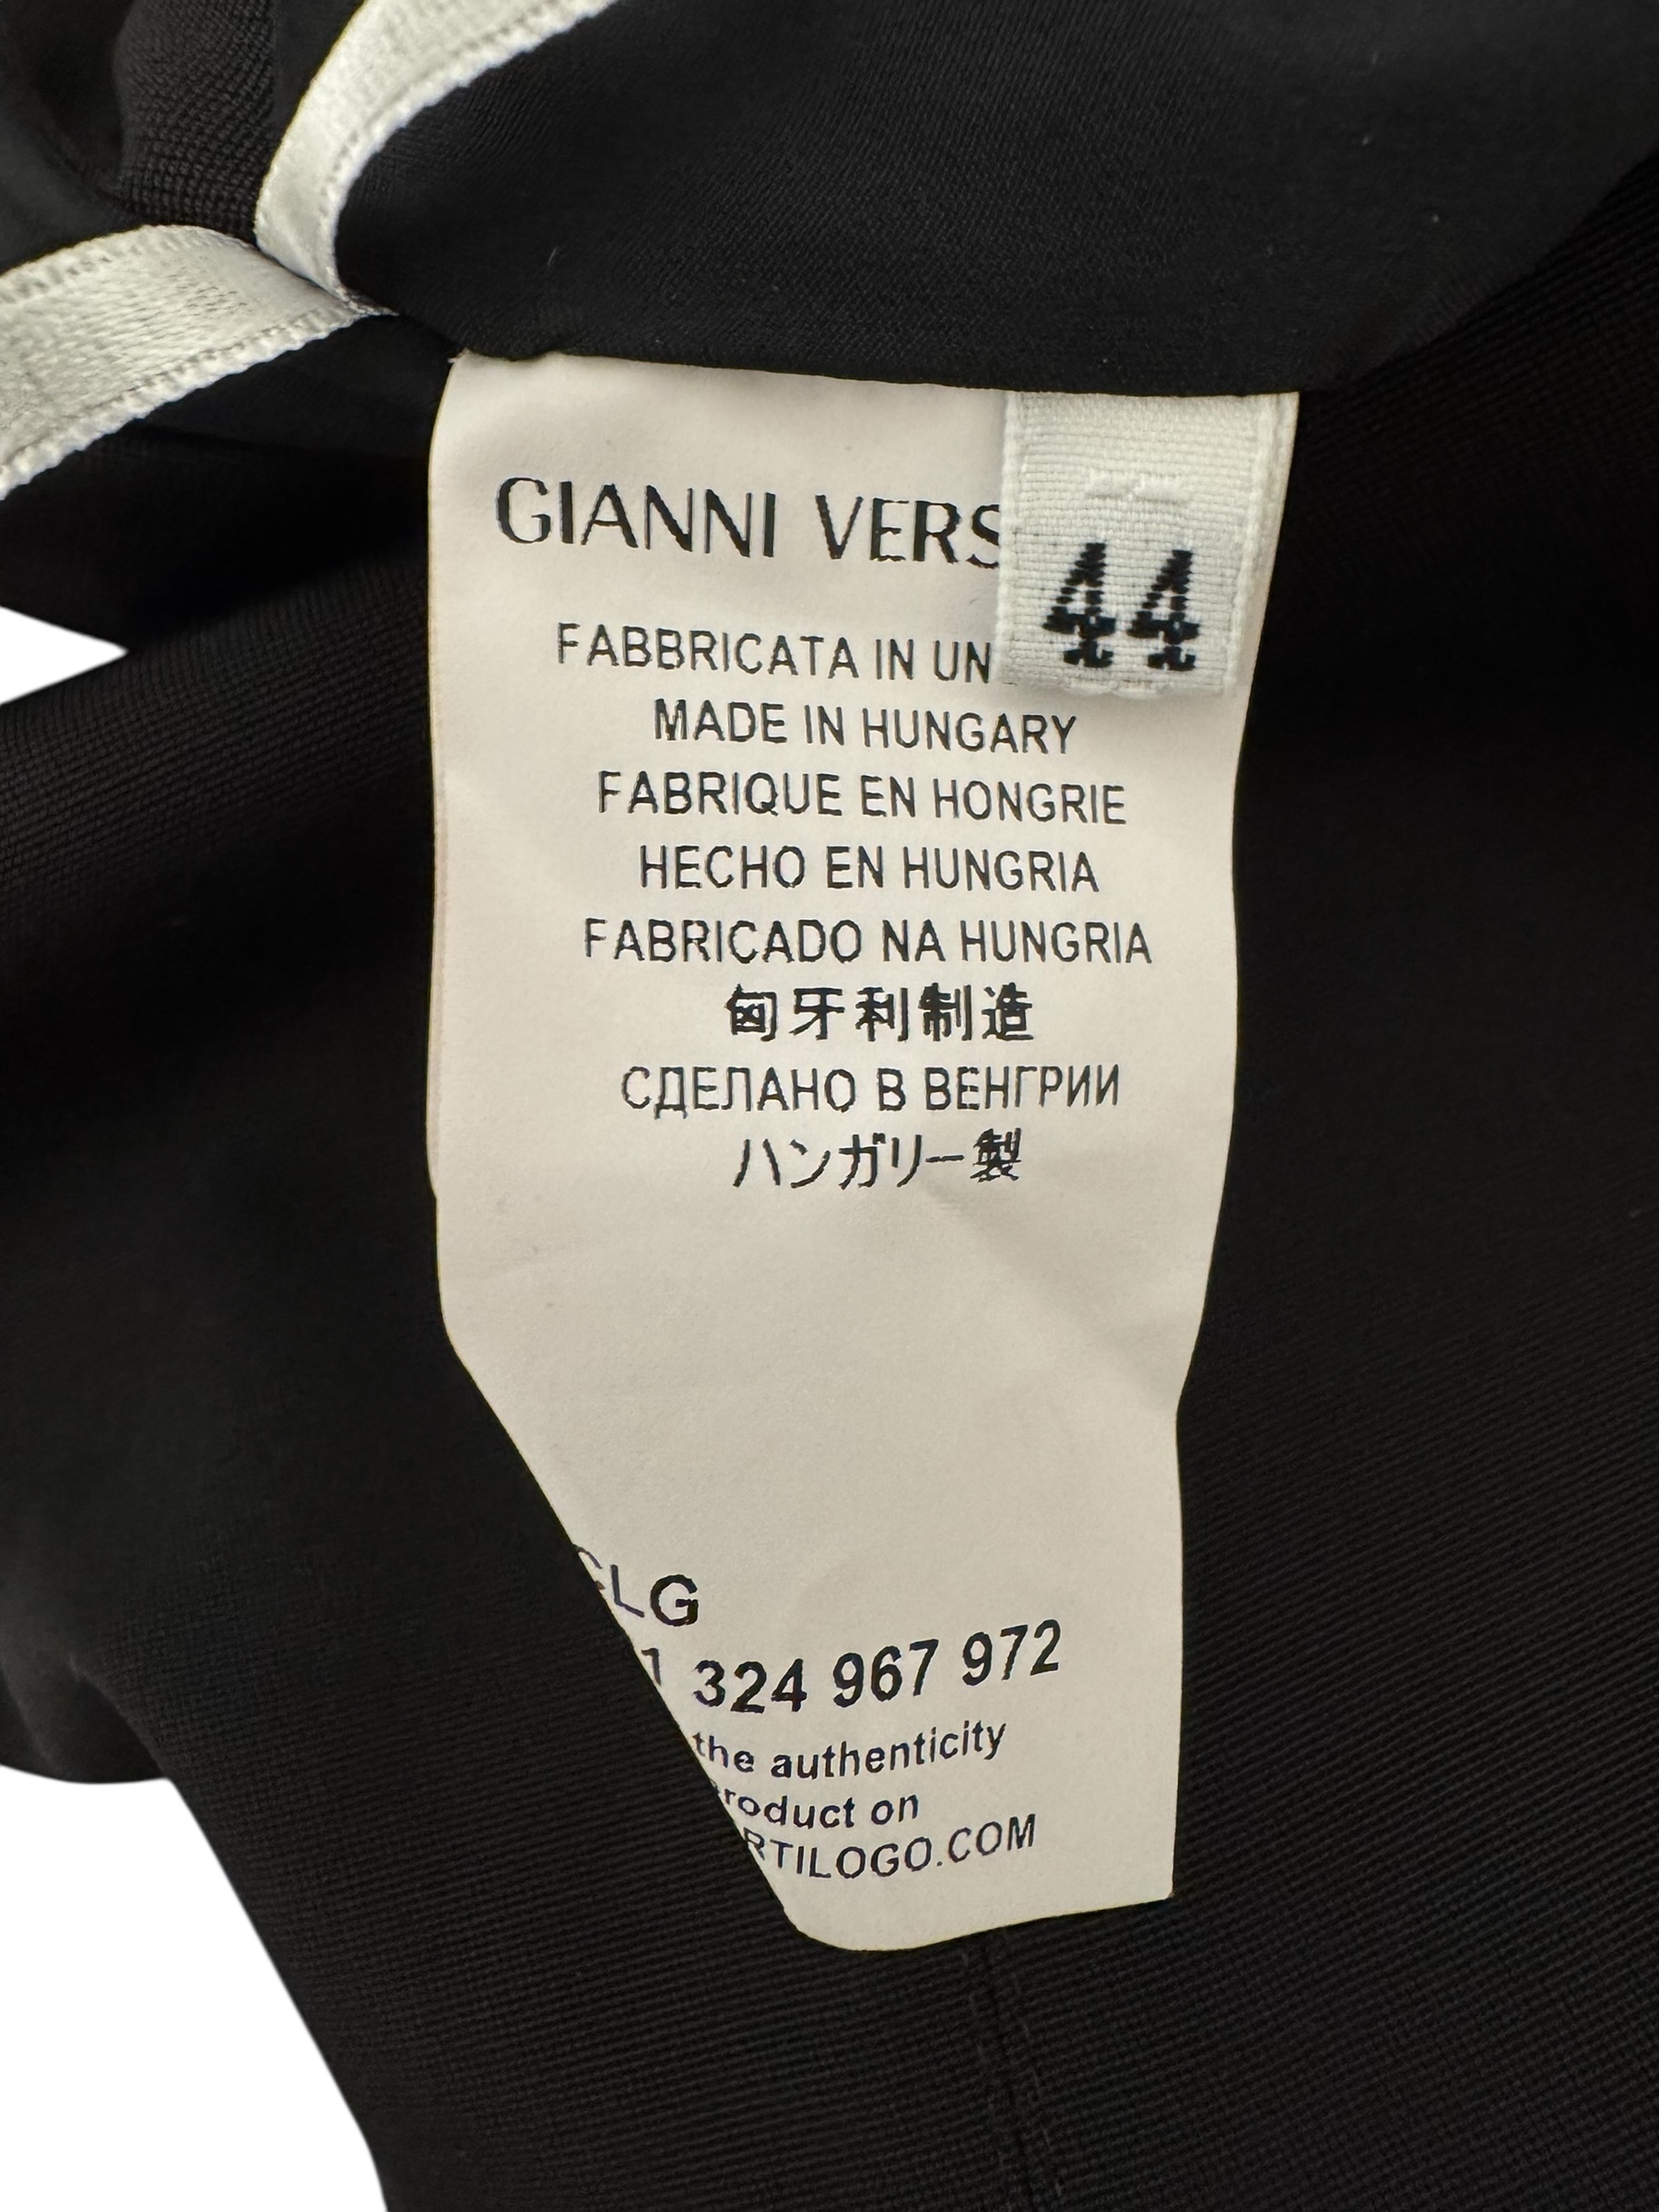 GIANNI VERS
44
FABBRICATA IN UN
MADE IN HUNGARY
FABRIQUE EN HONGRIE
HECHO EN HUNGRIA
FABRICADO NA HUNGRIA
匈牙利制造
СДЕЛАНО В ВЕНГРИИ
ハンガリー製
CLG
1 324 967 972
the authenticity
roduct on
RTILOGO.COM